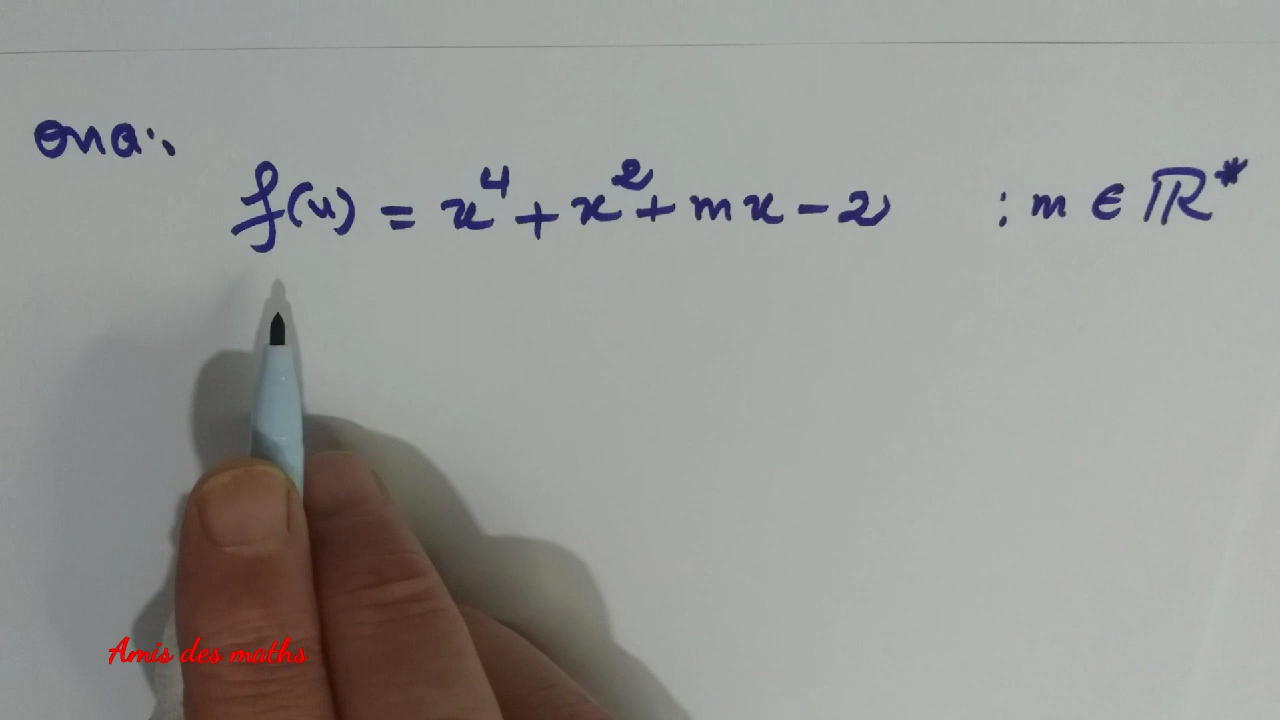 on a :
f(x) = x⁴ + x² + mx - 2 : m ∈ ℝ*
Amis des maths